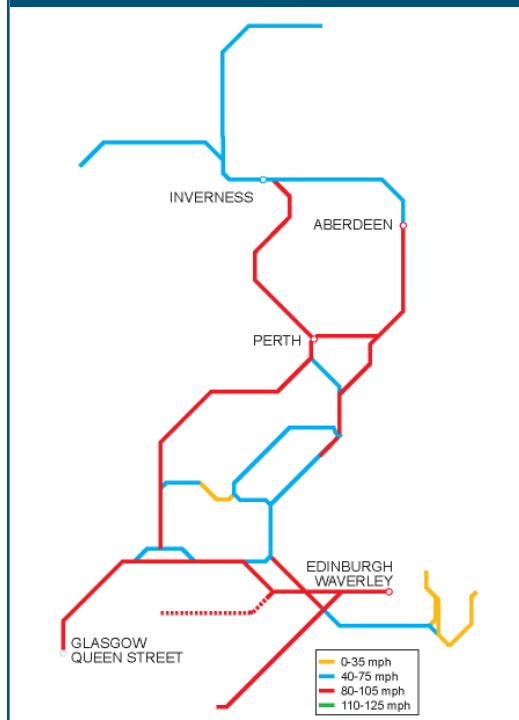 INVERNESS
ABERDEEN
PERTH
EDINBURGH
WAVERLEY
GLASGOW
QUEEN STREET
0-35 mph
40-75 mph
80-105 mph
110-125 mph